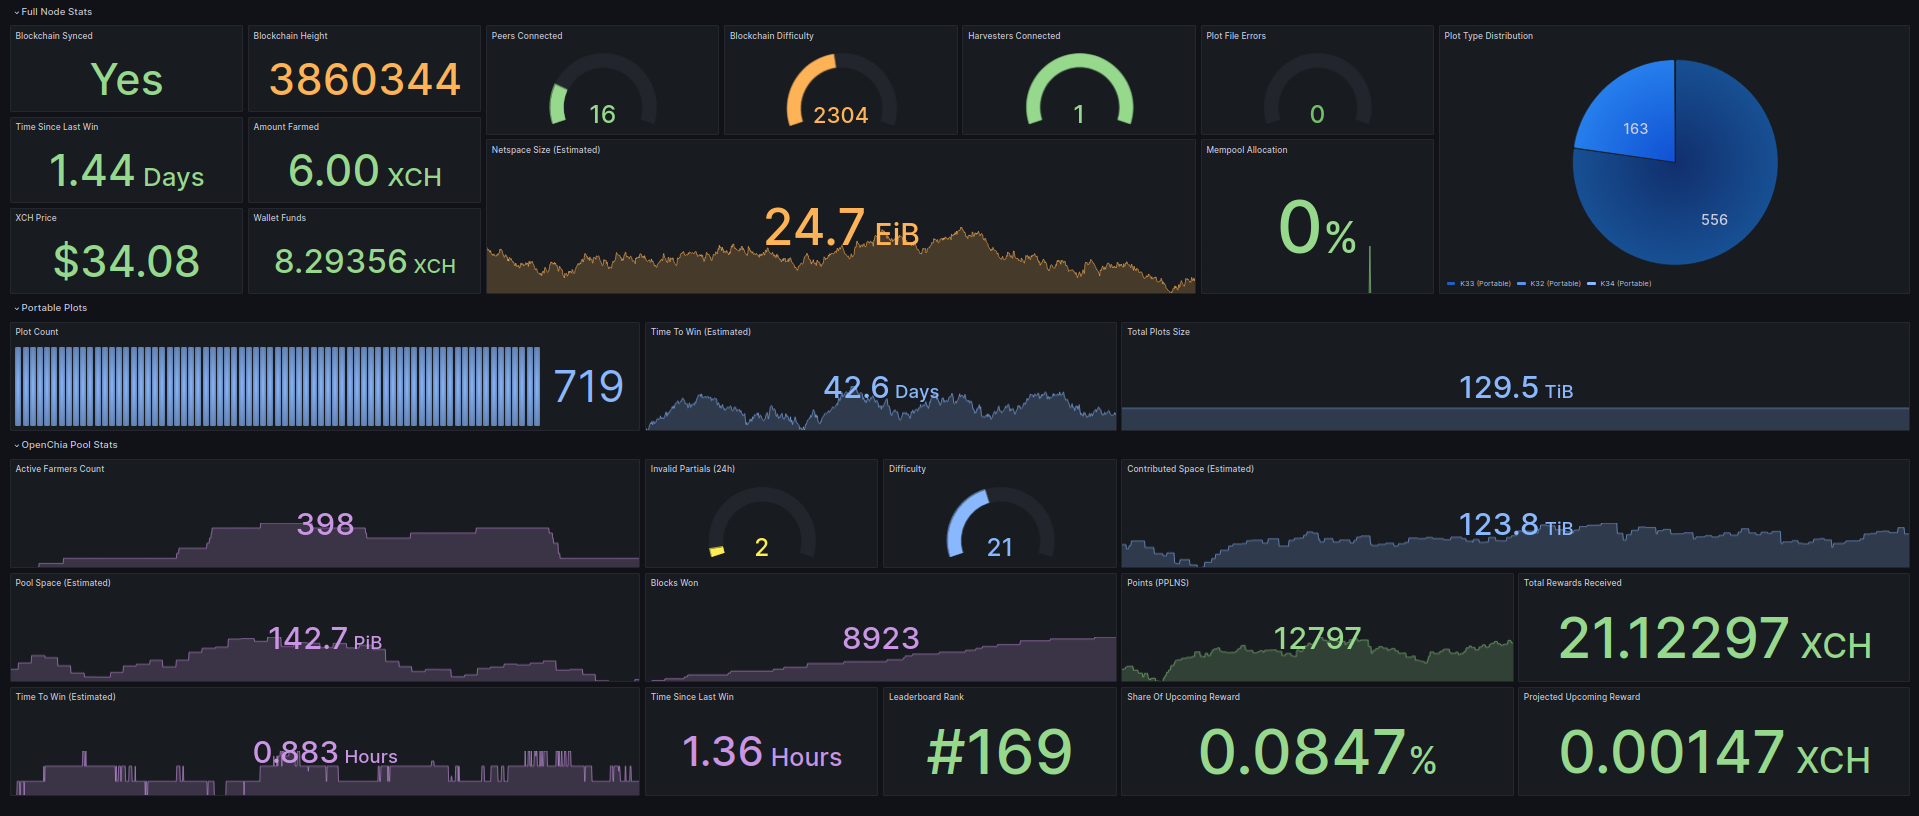 Full Node Stats
Blockchain Synced
Yes
Blockchain Height
3860344
Peers Connected
16
Blockchain Difficulty
2304
Harvesters Connected
1
Plot File Errors
0
Plot Type Distribution
163
556
K33 (Portable) K32 (Portable) K34 (Portable)
Time Since Last Win
1.44 Days
Amount Farmed
6.00 XCH
Netspace Size (Estimated)
24.7 EiB
Mempool Allocation
0%
XCH Price
$34.08
Wallet Funds
8.29356 XCH
Portable Plots
Plot Count
719
Time To Win (Estimated)
42.6 Days
Total Plots Size
129.5 TiB
OpenChia Pool Stats
Active Farmers Count
398
Invalid Partials (24h)
2
Difficulty
21
Contributed Space (Estimated)
123.8 TiB
Pool Space (Estimated)
142.7 PiB
Blocks Won
8923
Points (PPLNS)
12797
Total Rewards Received
21.12297 XCH
Time To Win (Estimated)
0.883 Hours
Time Since Last Win
1.36 Hours
Leaderboard Rank
#169
Share Of Upcoming Reward
0.0847%
Projected Upcoming Reward
0.00147 XCH